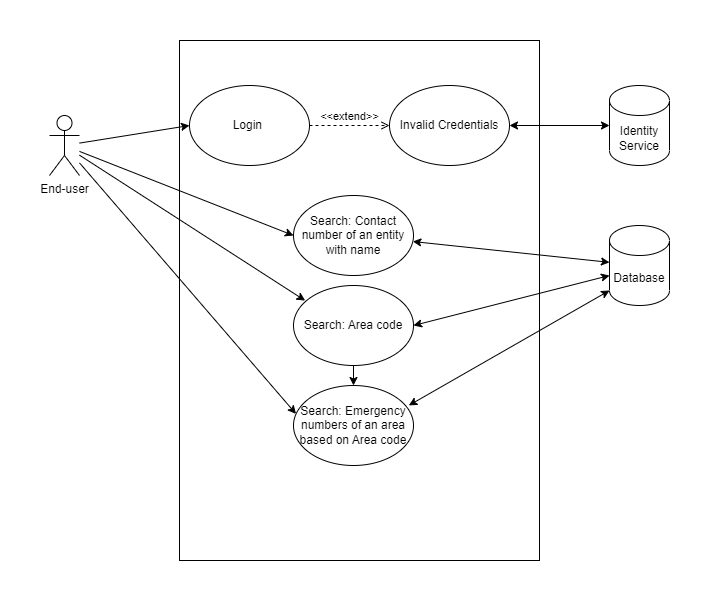 <<extend>>
Login
Invalid Credentials
Identity
Service
End-user
Search: Contact
number of an entity
with name
Database
Search: Area code
Search: Emergency
numbers of an area
based on Area code